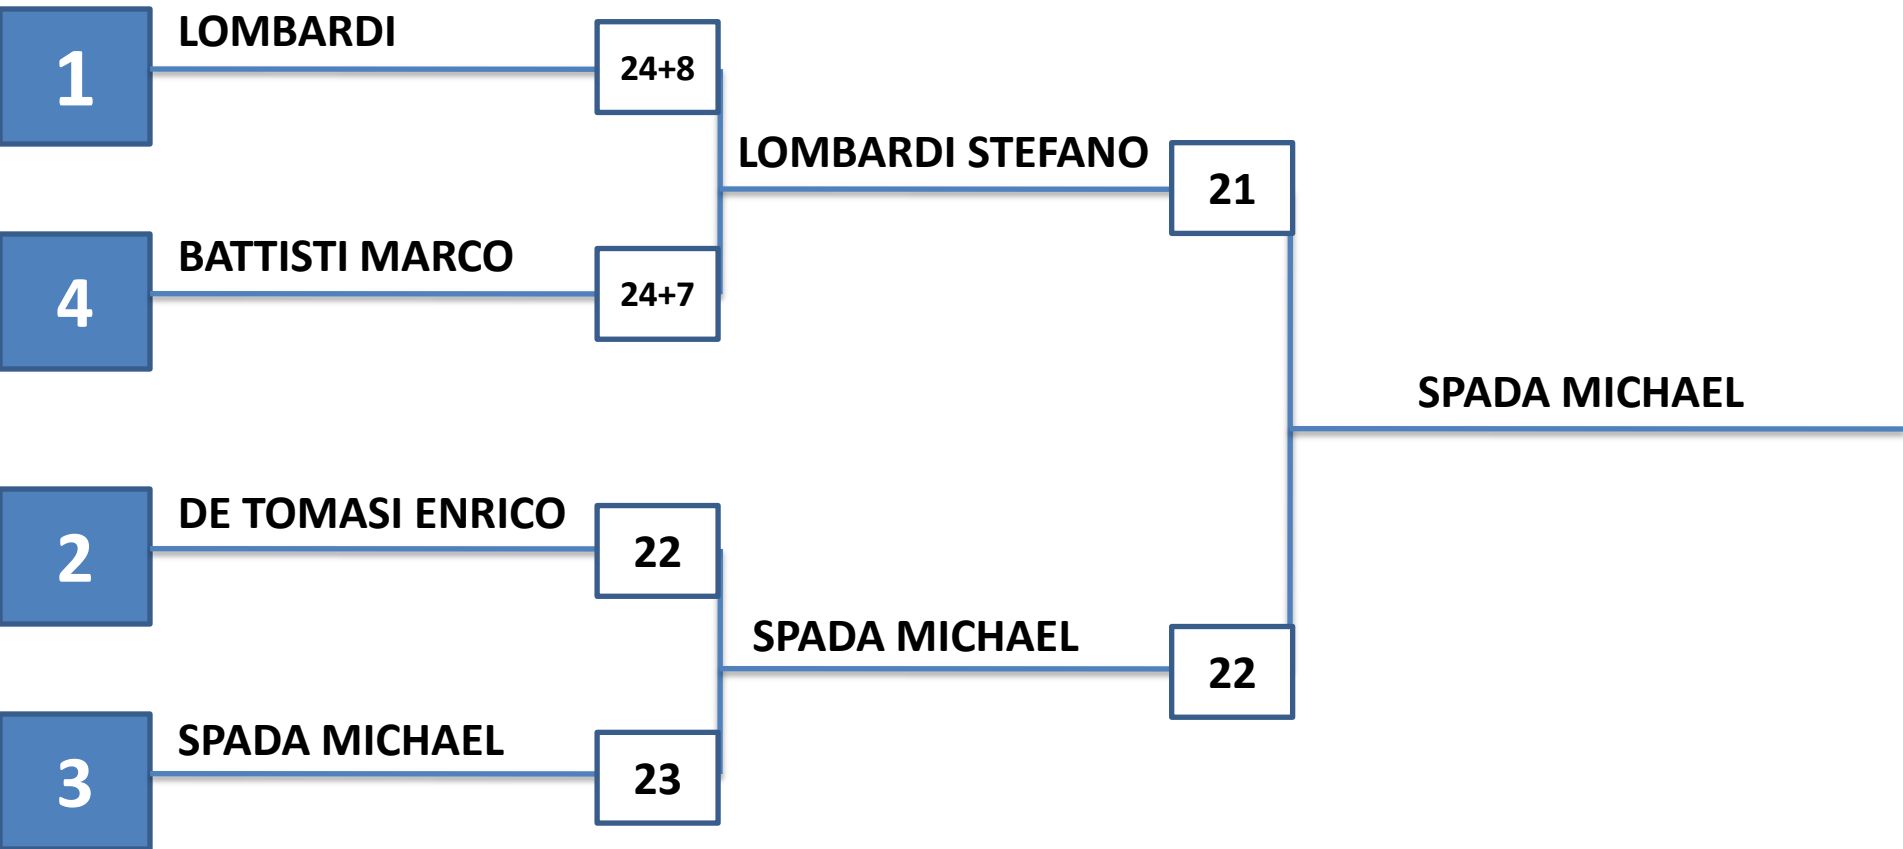 1
LOMBARDI
24+8
LOMBARDI STEFANO
21
4
BATTISTI MARCO
24+7
SPADA MICHAEL
2
DE TOMASI ENRICO
22
SPADA MICHAEL
22
3
SPADA MICHAEL
23